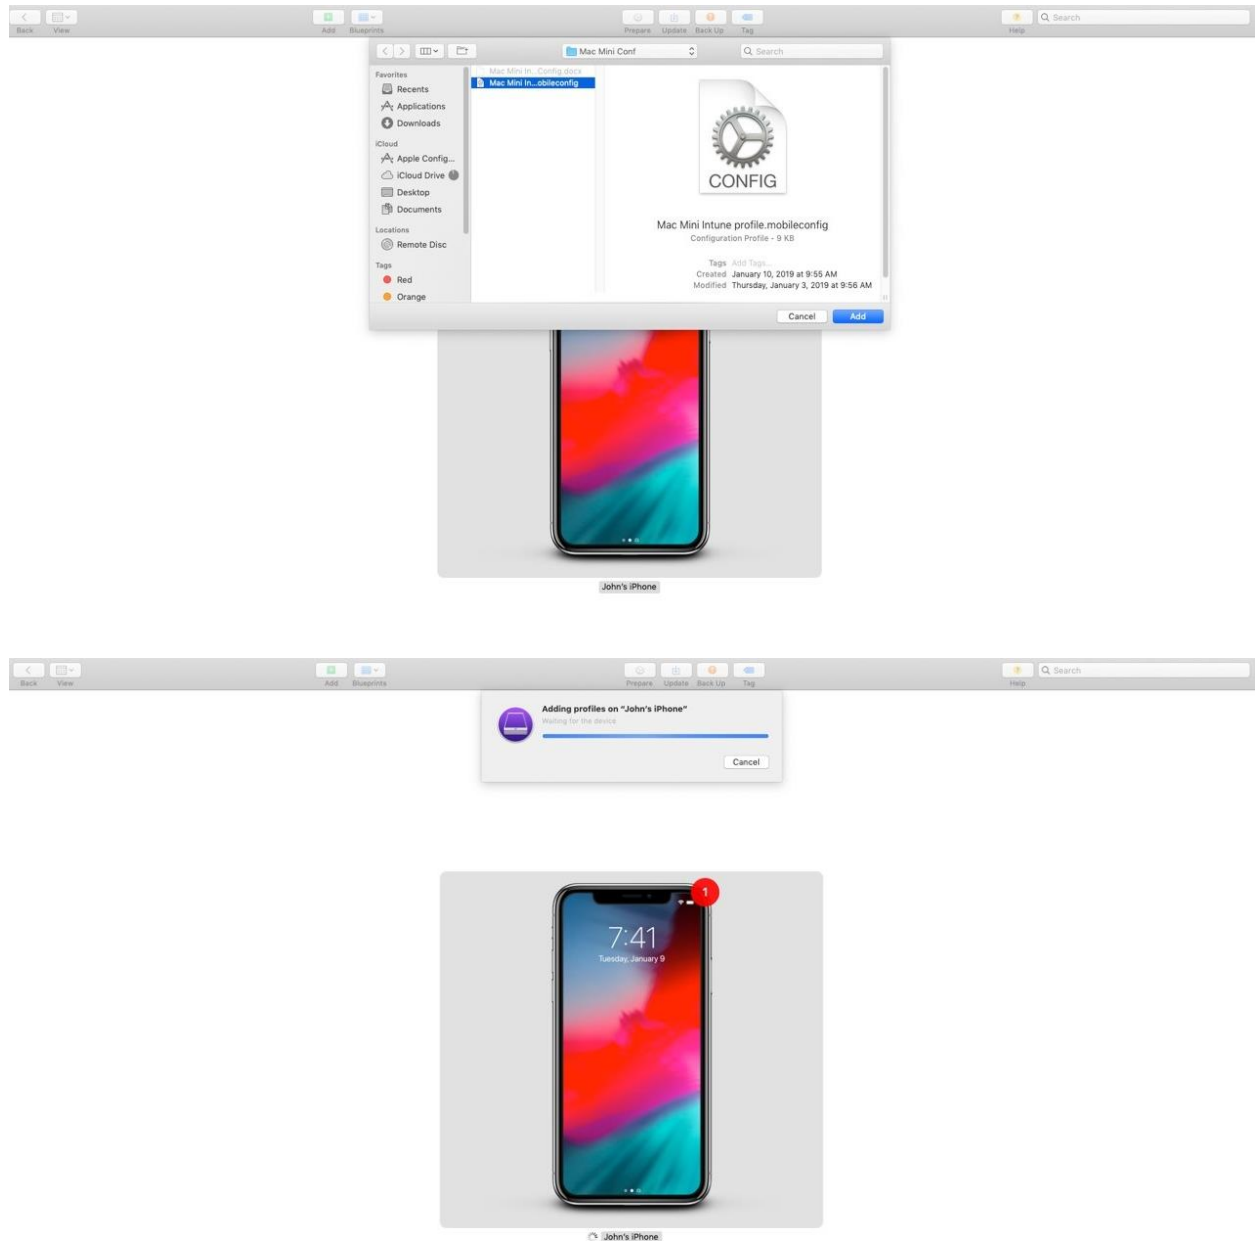 Search
Back View Add Blueprints Prepare Update Back Up Tag Help
Mac Mini Conf
Search
Favorites
Recents
Applications
Downloads
iCloud
Apple Config...
iCloud Drive
Desktop
Documents
Locations
Remote Disc
Tags
Red
Orange
Mac Mini In...Config.docx
Mac Mini In...obileconfig
CONFIG
Mac Mini Intune profile.mobileconfig
Configuration Profile - 9 KB
Tags Add Tags...
Created January 10, 2019 at 9:55 AM
Modified Thursday, January 3, 2019 at 9:56 AM
Cancel Add
John's iPhone
Search
Back View Add Blueprints Prepare Update Back Up Tag Help
Adding profiles on “John's iPhone”
Waiting for the device
Cancel
1
7:41
Tuesday, January 9
John's iPhone